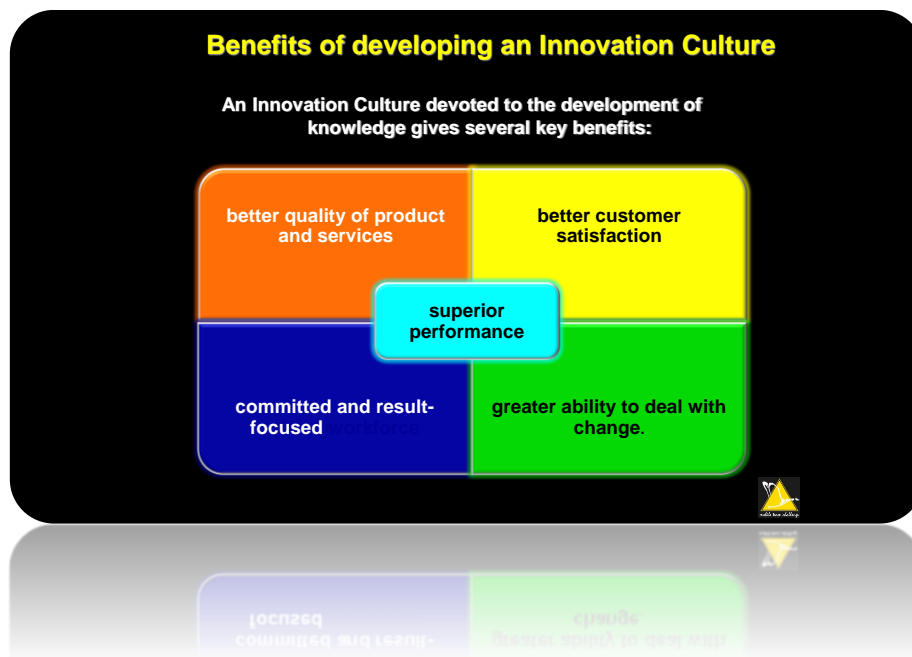 Benefits of developing an Innovation Culture
An Innovation Culture devoted to the development of
knowledge gives several key benefits:
better quality of product
and services
better customer
satisfaction
superior
performance
committed and result-
focused workforce
greater ability to deal with
change.